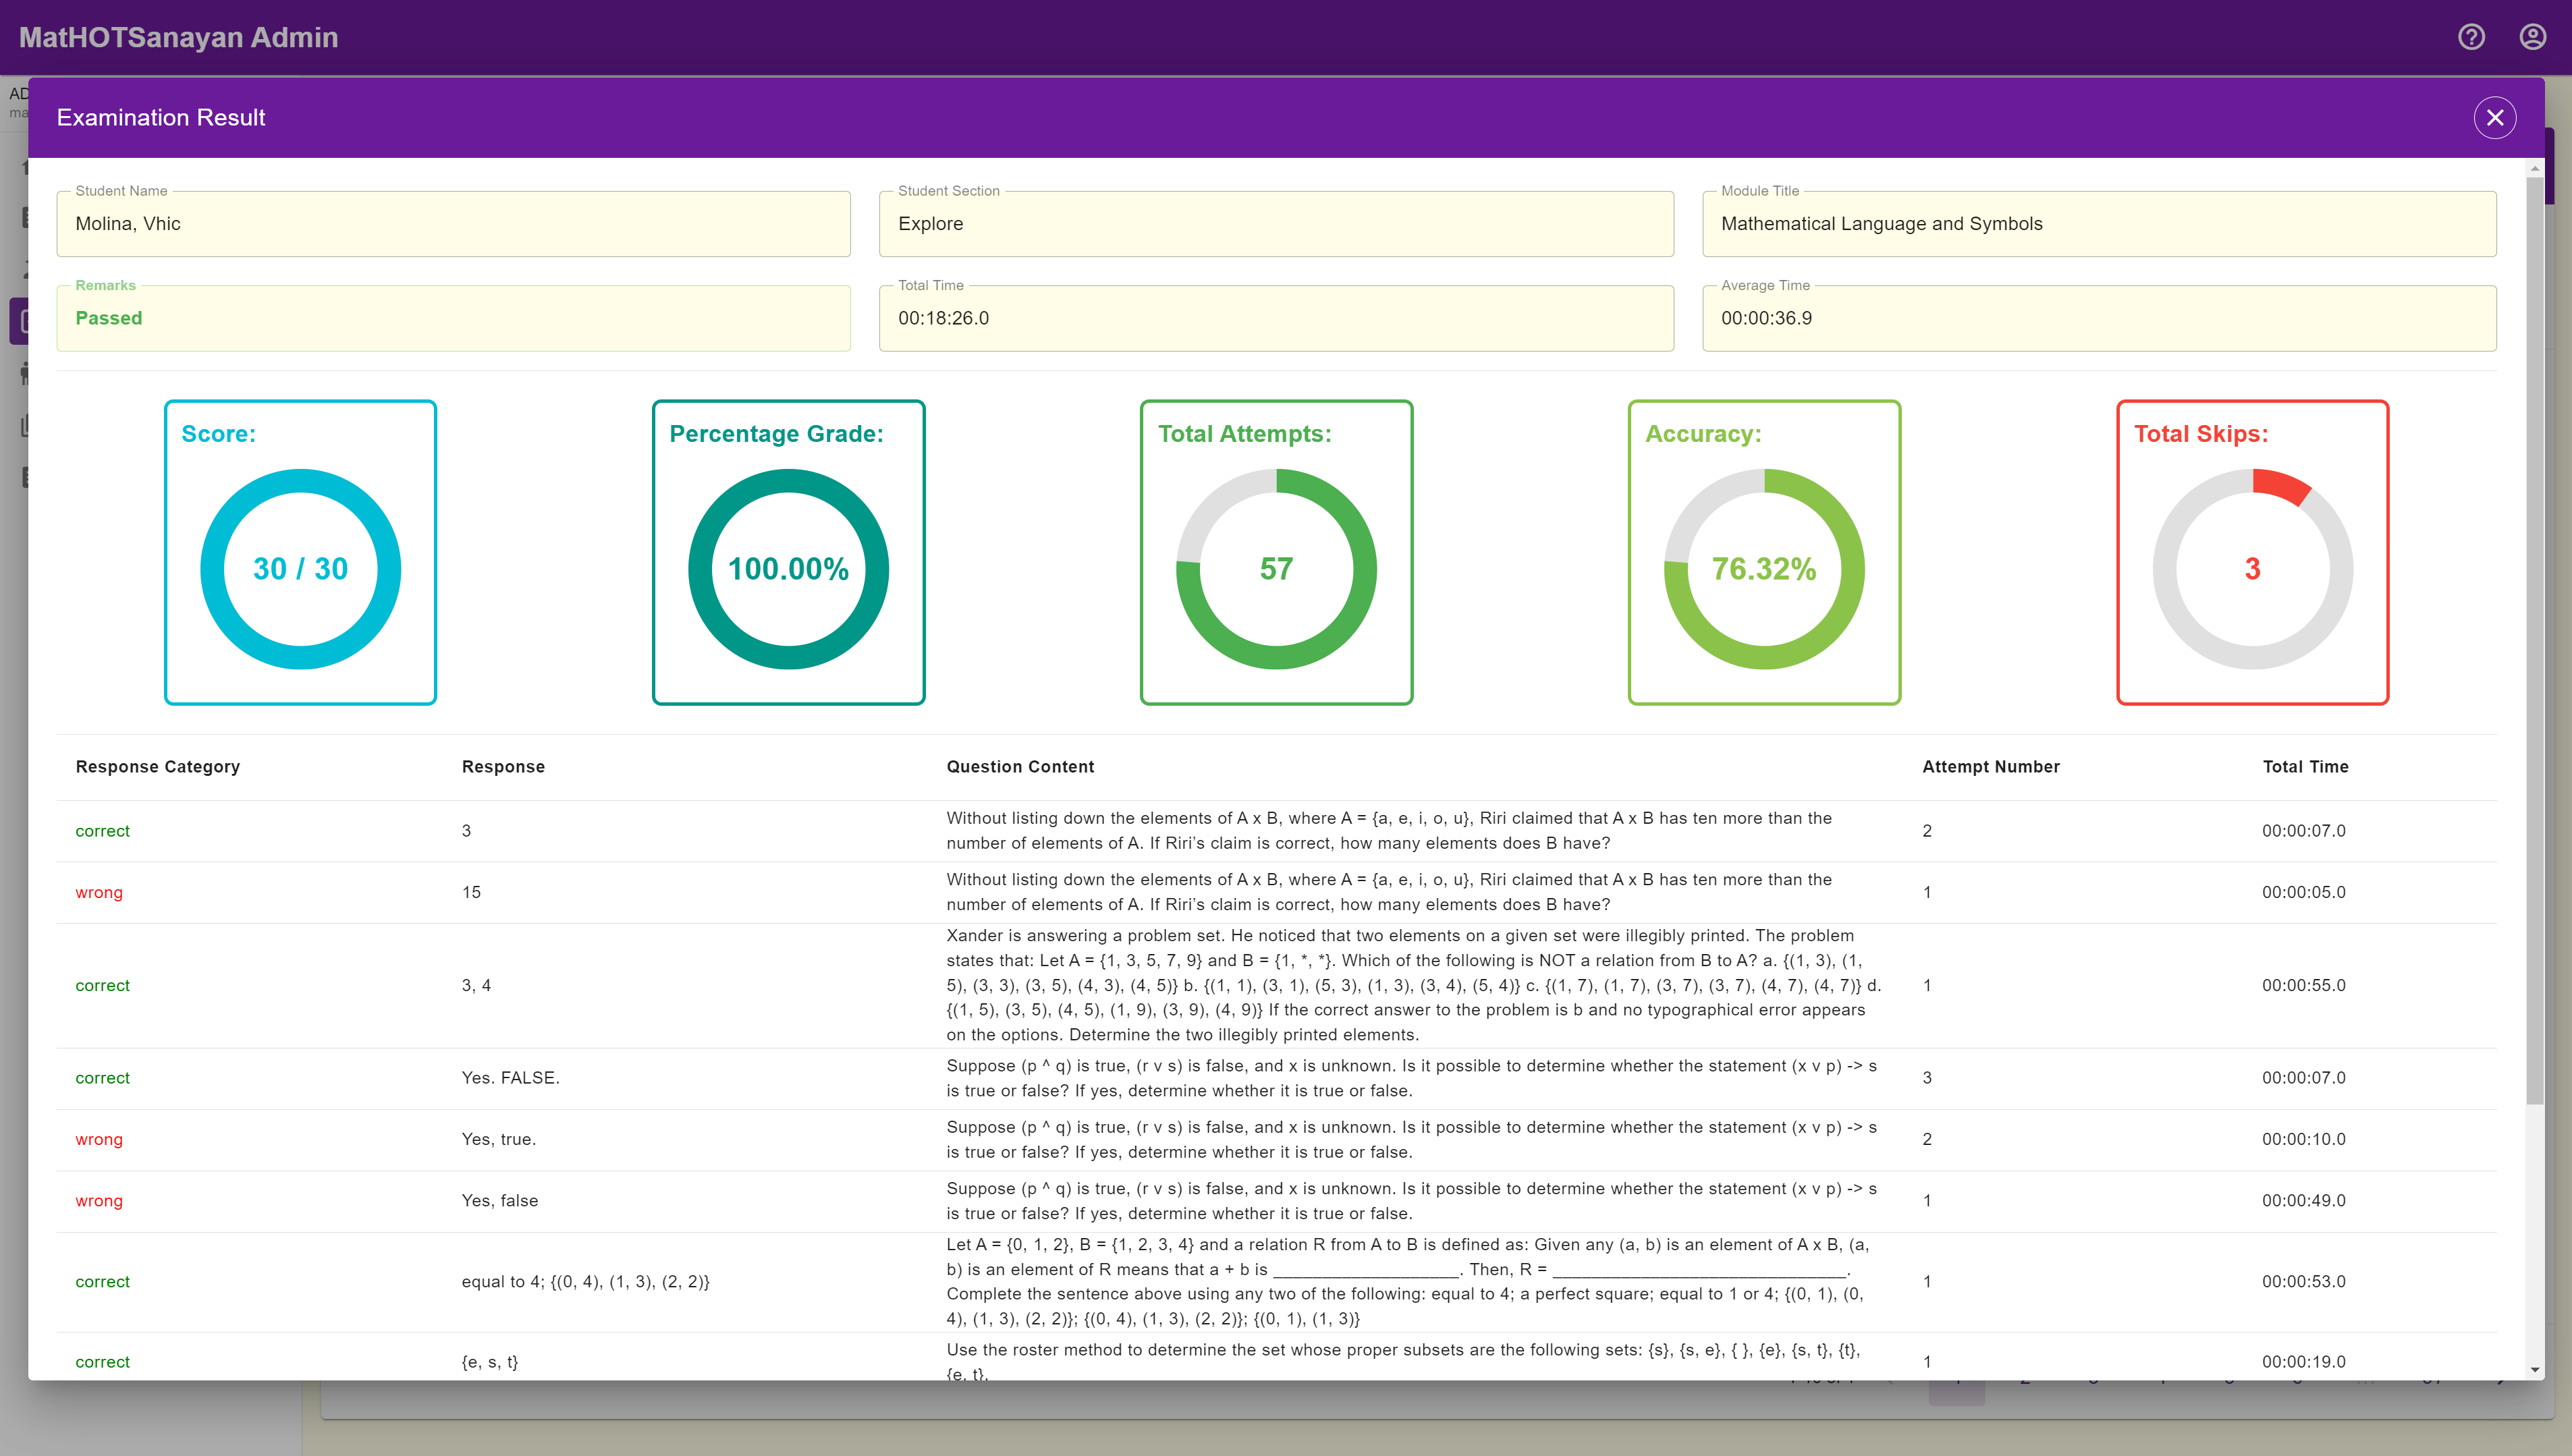 MatHOTSanayan Admin
AD
ma
Examination Result
Student Name
Molina, Vhic
Student Section
Explore
Module Title
Mathematical Language and Symbols
Remarks
Passed
Total Time
00:18:26.0
Average Time
00:00:36.9
Score:
30 / 30
Percentage Grade:
100.00%
Total Attempts:
57
Accuracy:
76.32%
Total Skips:
3
Response Category
Response
Question Content
Attempt Number
Total Time
correct
3
Without listing down the elements of A x B, where A = {a, e, i, o, u}, Riri claimed that A x B has ten more than the
number of elements of A. If Riri’s claim is correct, how many elements does B have?
2
00:00:07.0
wrong
15
Without listing down the elements of A x B, where A = {a, e, i, o, u}, Riri claimed that A x B has ten more than the
number of elements of A. If Riri’s claim is correct, how many elements does B have?
1
00:00:05.0
correct
3, 4
Xander is answering a problem set. He noticed that two elements on a given set were illegibly printed. The problem
states that: Let A = {1, 3, 5, 7, 9} and B = {1, *, *}. Which of the following is NOT a relation from B to A? a. {(1, 3), (1,
5), (3, 3), (3, 5), (4, 3), (4, 5)} b. {(1, 1), (3, 1), (5, 3), (1, 3), (3, 4), (5, 4)} c. {(1, 7), (1, 7), (3, 7), (3, 7), (4, 7), (4, 7)} d.
{(1, 5), (3, 5), (4, 5), (1, 9), (3, 9), (4, 9)} If the correct answer to the problem is b and no typographical error appears
on the options. Determine the two illegibly printed elements.
1
00:00:55.0
correct
Yes. FALSE.
Suppose (p ^ q) is true, (r v s) is false, and x is unknown. Is it possible to determine whether the statement (x v p) -> s
is true or false? If yes, determine whether it is true or false.
3
00:00:07.0
wrong
Yes, true.
Suppose (p ^ q) is true, (r v s) is false, and x is unknown. Is it possible to determine whether the statement (x v p) -> s
is true or false? If yes, determine whether it is true or false.
2
00:00:10.0
wrong
Yes, false
Suppose (p ^ q) is true, (r v s) is false, and x is unknown. Is it possible to determine whether the statement (x v p) -> s
is true or false? If yes, determine whether it is true or false.
1
00:00:49.0
correct
equal to 4; {(0, 4), (1, 3), (2, 2)}
Let A = {0, 1, 2}, B = {1, 2, 3, 4} and a relation R from A to B is defined as: Given any (a, b) is an element of A x B, (a,
b) is an element of R means that a + b is ___________________. Then, R = ______________________________.
Complete the sentence above using any two of the following: equal to 4; a perfect square; equal to 1 or 4; {(0, 1), (0,
4), (1, 3), (2, 2)}; {(0, 4), (1, 3), (2, 2)}; {(0, 1), (1, 3)}
1
00:00:53.0
correct
{e, s, t}
Use the roster method to determine the set whose proper subsets are the following sets: {s}, {s, e}, { }, {e}, {s, t}, {t},
{e, t}.
1
00:00:19.0